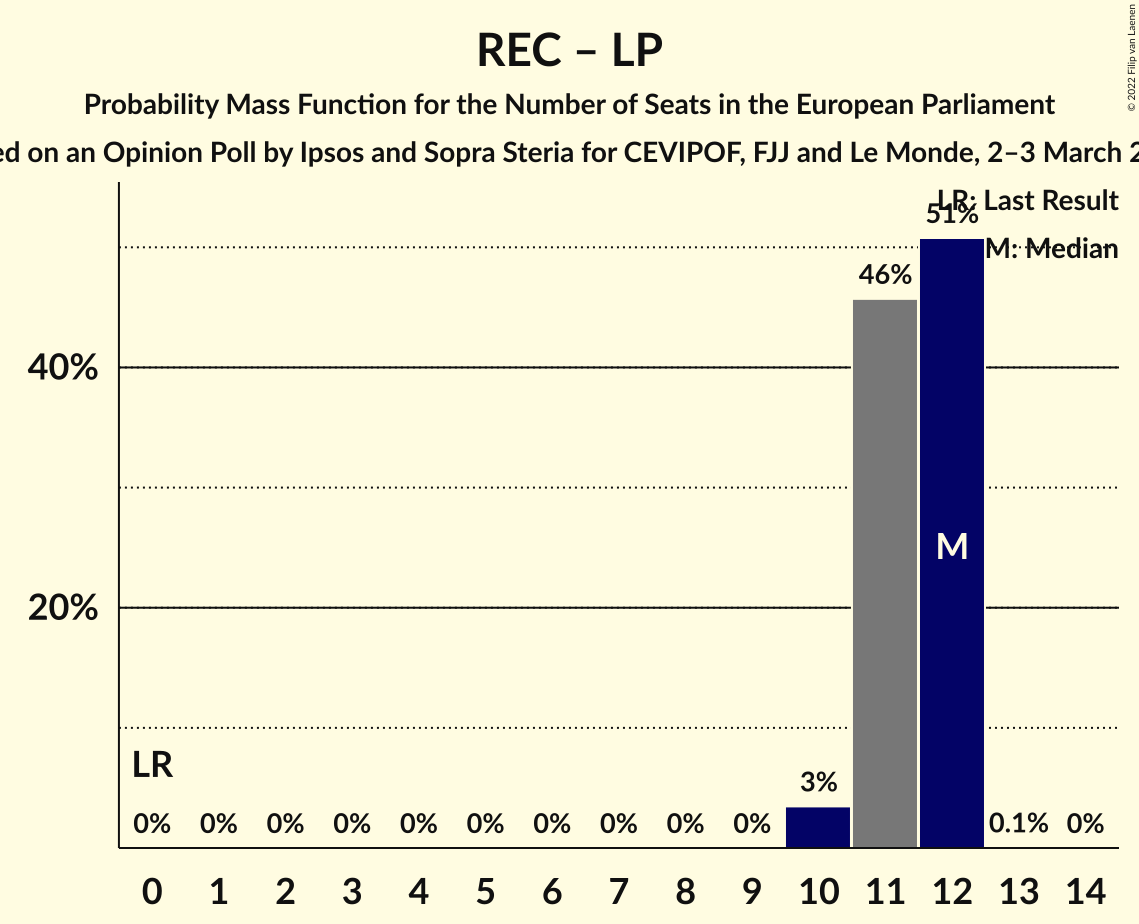 REC – LP
Probability Mass Function for the Number of Seats in the European Parliament
on an Opinion Poll by Ipsos and Sopra Steria for CEVIPOF, FJJ and Le Monde, 2–3 March
© 2022 Filip van Laenen
LR: Last Result
M: Median
51%
46%
40%
M
20%
LR
3%
0% 0% 0% 0% 0% 0% 0% 0% 0% 0% 0.1% 0%
0 1 2 3 4 5 6 7 8 9 10 11 12 13 14